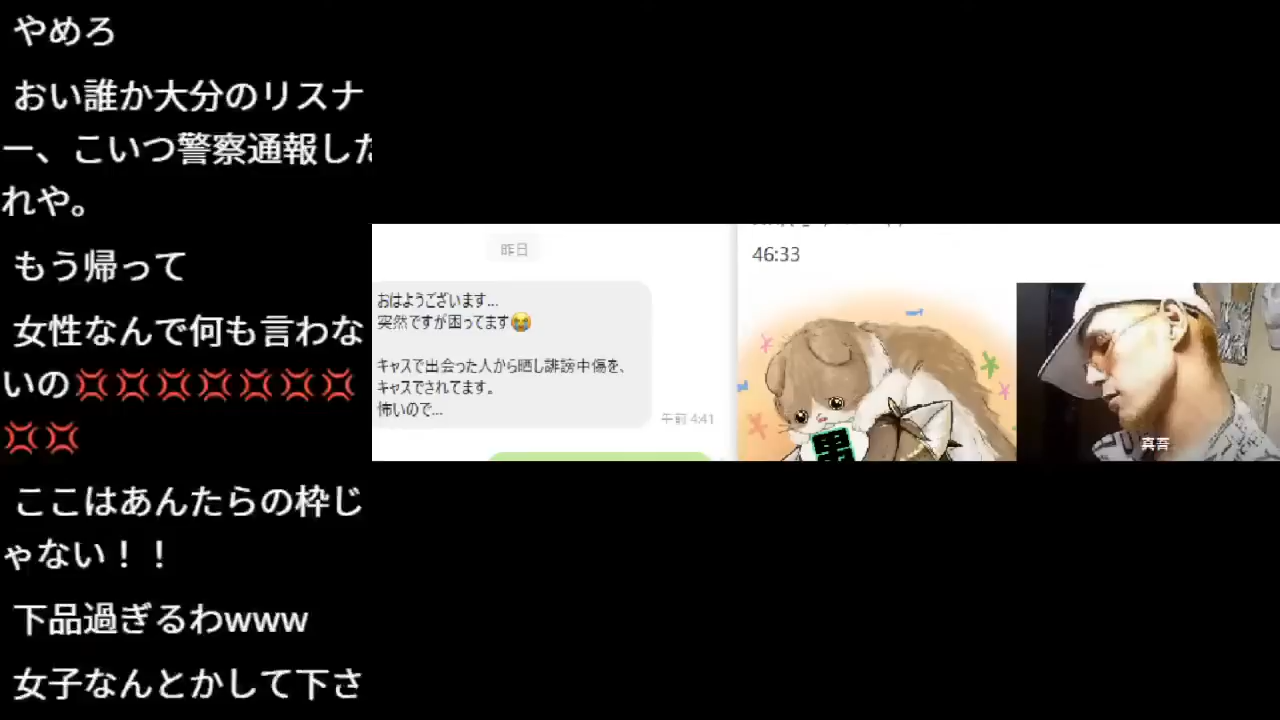 やめろ
おい誰か大分のリスナ
ー、こいつ警察通報した
れや。
もう帰って
女性なんで何も言わな
いの💢💢💢💢💢💢💢
💢💢
ここはあんたらの枠じ
ゃない！！
下品過ぎるわwww
女子なんとかして下さ
昨日
おはようございます...
突然ですが困ってます😭
キャスで出会った人から晒し誹謗中傷を、
キャスでされてます。
怖いので...
午前 4:41
46:33
男
真吾